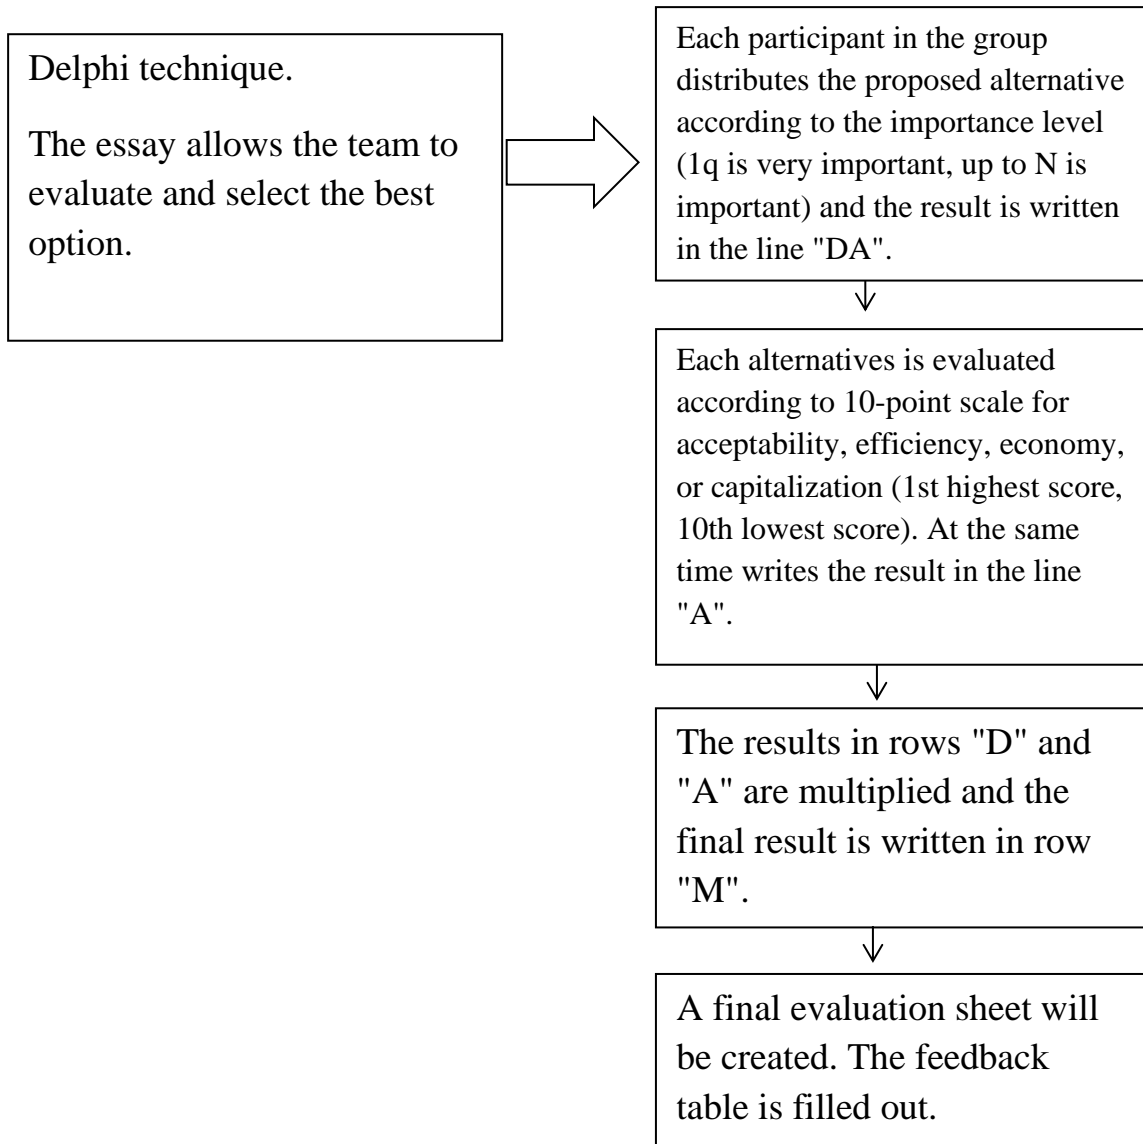 Delphi technique.
The essay allows the team to
evaluate and select the best
option.
Each participant in the group
distributes the proposed alternative
according to the importance level
(1q is very important, up to N is
important) and the result is written
in the line "DA".
Each alternatives is evaluated
according to 10-point scale for
acceptability, efficiency, economy,
or capitalization (1st highest score,
10th lowest score). At the same
time writes the result in the line
"A".
The results in rows "D" and
"A" are multiplied and the
final result is written in row
"M".
A final evaluation sheet will
be created. The feedback
table is filled out.